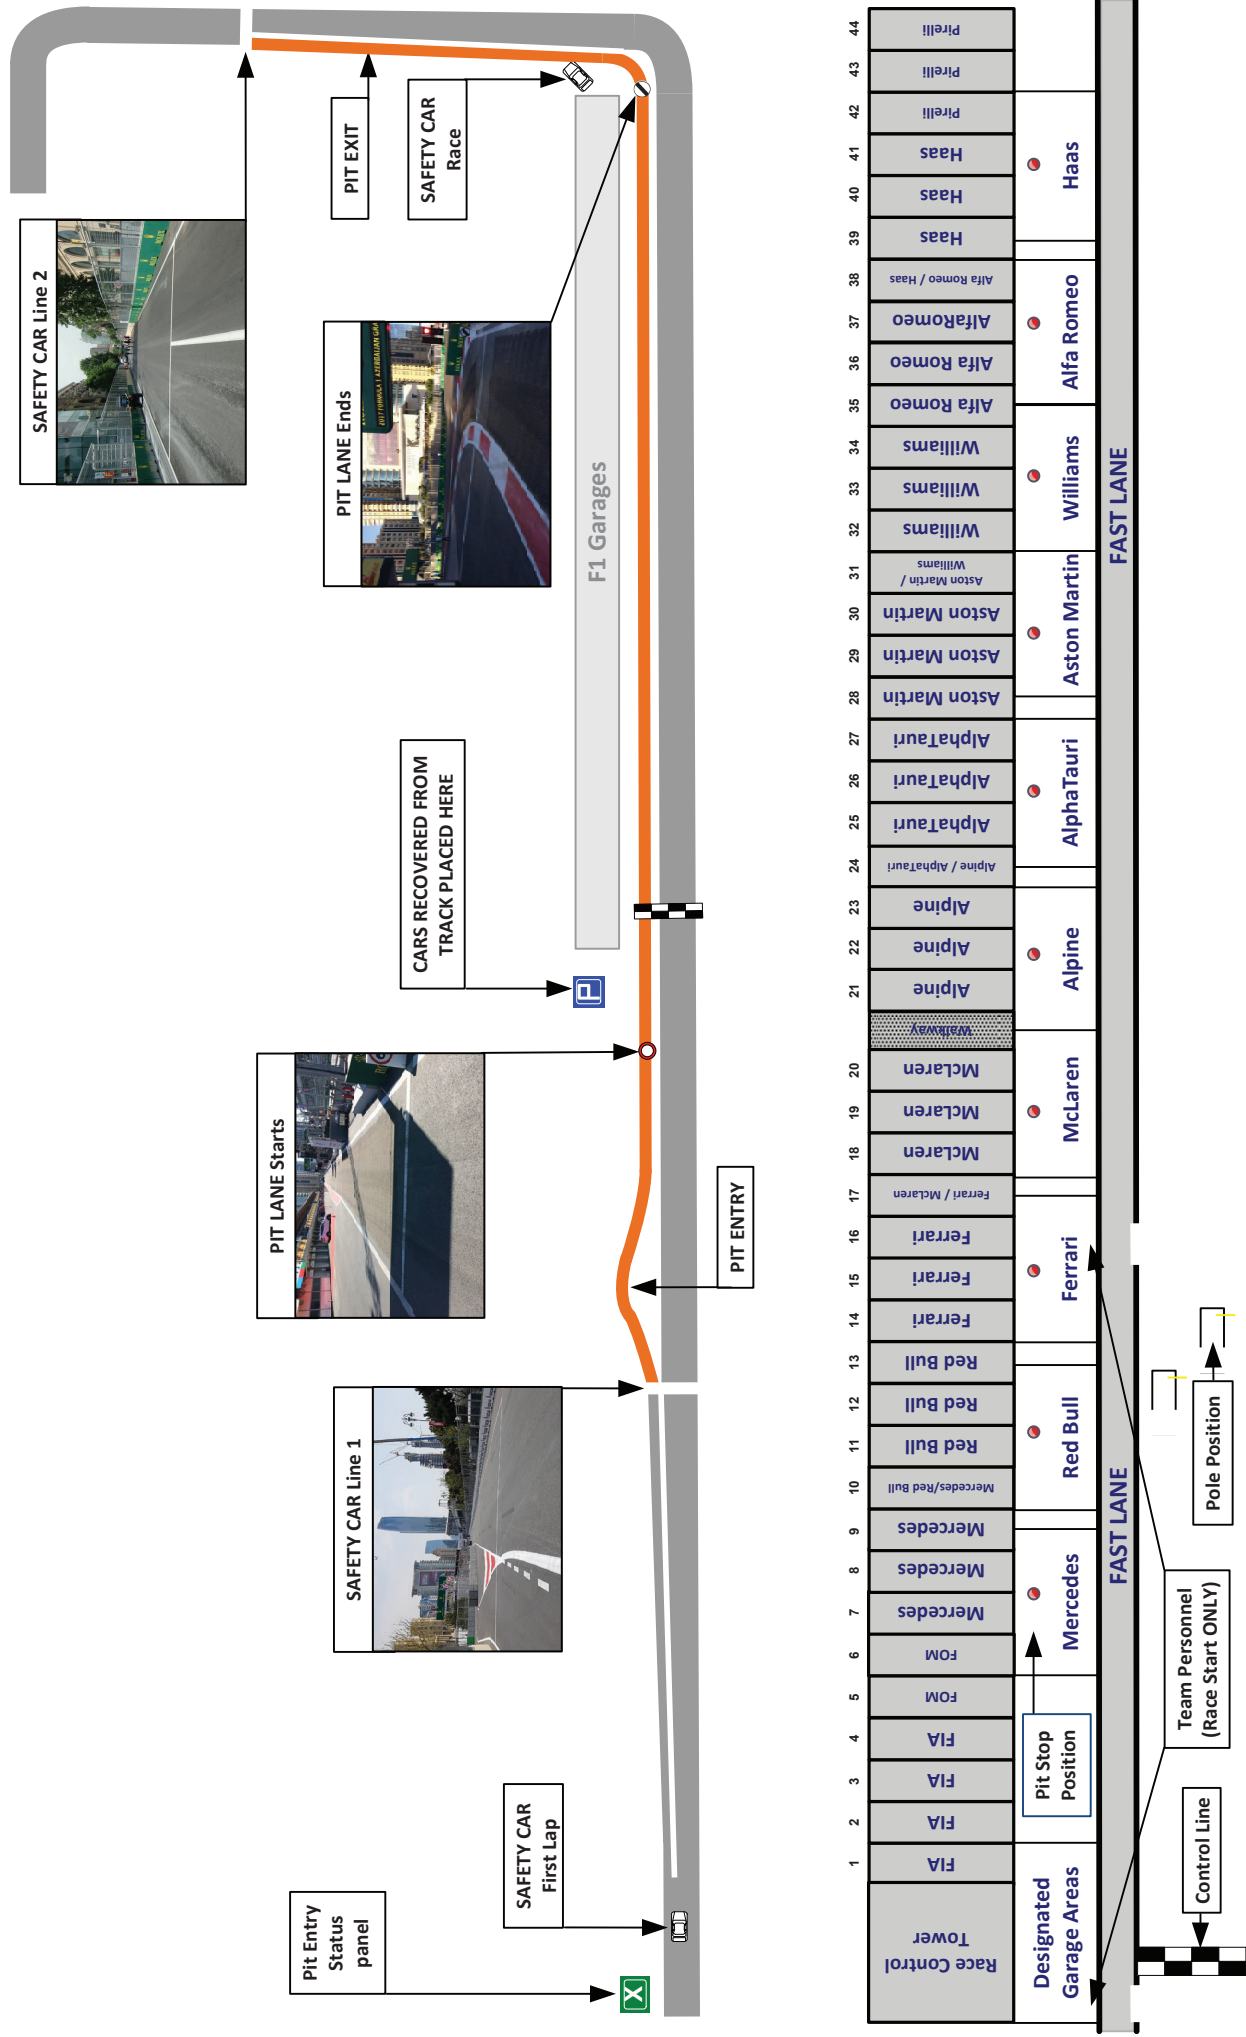 SAFETY CAR Line 2
PIT EXIT
SAFETY CAR
Race
PIT LANE Ends
2017 FORMULA 1 AZERBAIJAN GRA
F1 Garages
CARS RECOVERED FROM
TRACK PLACED HERE
P
PIT LANE Starts
PIT ENTRY
SAFETY CAR Line 1
SAFETY CAR
First Lap
Pit Entry
Status
panel
X
Race Control
Tower
1
FIA
2
FIA
3
FIA
4
FIA
5
FOM
6
FOM
7
Mercedes
8
Mercedes
9
Mercedes
10
Mercedes/Red Bull
11
Red Bull
12
Red Bull
13
Red Bull
14
Ferrari
15
Ferrari
16
Ferrari
17
Ferrari / McLaren
18
McLaren
19
McLaren
20
McLaren
Walkway
21
Alpine
22
Alpine
23
Alpine
24
Alpine / AlphaTauri
25
AlphaTauri
26
AlphaTauri
27
AlphaTauri
28
Aston Martin
29
Aston Martin
30
Aston Martin
31
Aston Martin /
Williams
32
Williams
33
Williams
34
Williams
35
Alfa Romeo
36
Alfa Romeo
37
AlfaRomeo
38
Alfa Romeo / Haas
39
Haas
40
Haas
41
Haas
42
Pirelli
43
Pirelli
44
Pirelli
Designated
Garage Areas
Pit Stop
Position
Mercedes
Red Bull
Ferrari
McLaren
Alpine
AlphaTauri
Aston Martin
Williams
Alfa Romeo
Haas
FAST LANE
FAST LANE
Control Line
Team Personnel
(Race Start ONLY)
Pole Position